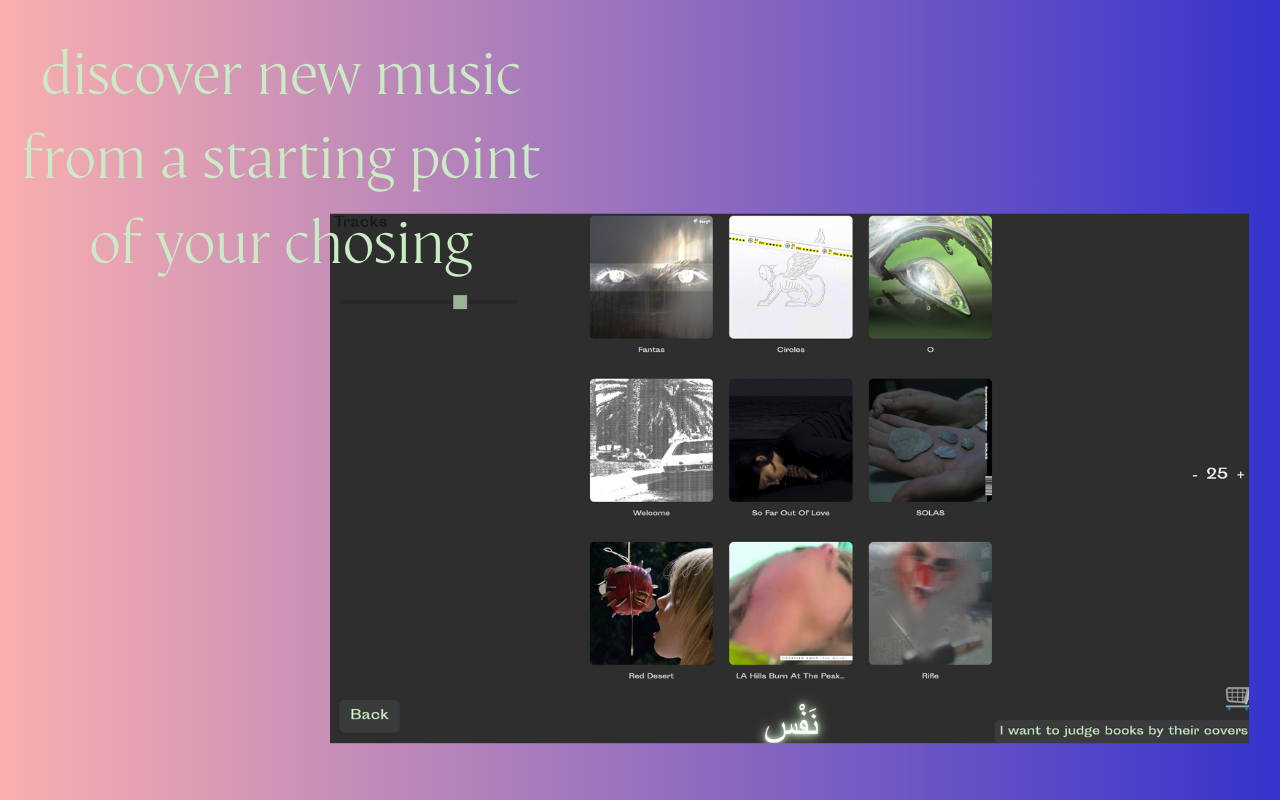 discover new music
from a starting point
of your chosing
Tracks
Fantas
Circles
O
Welcome
So Far Out Of Love
SOLAS
Red Desert
LA Hills Burn At The Peak...
Rifle
- 25 +
Back
نَفْس
I want to judge books by their covers